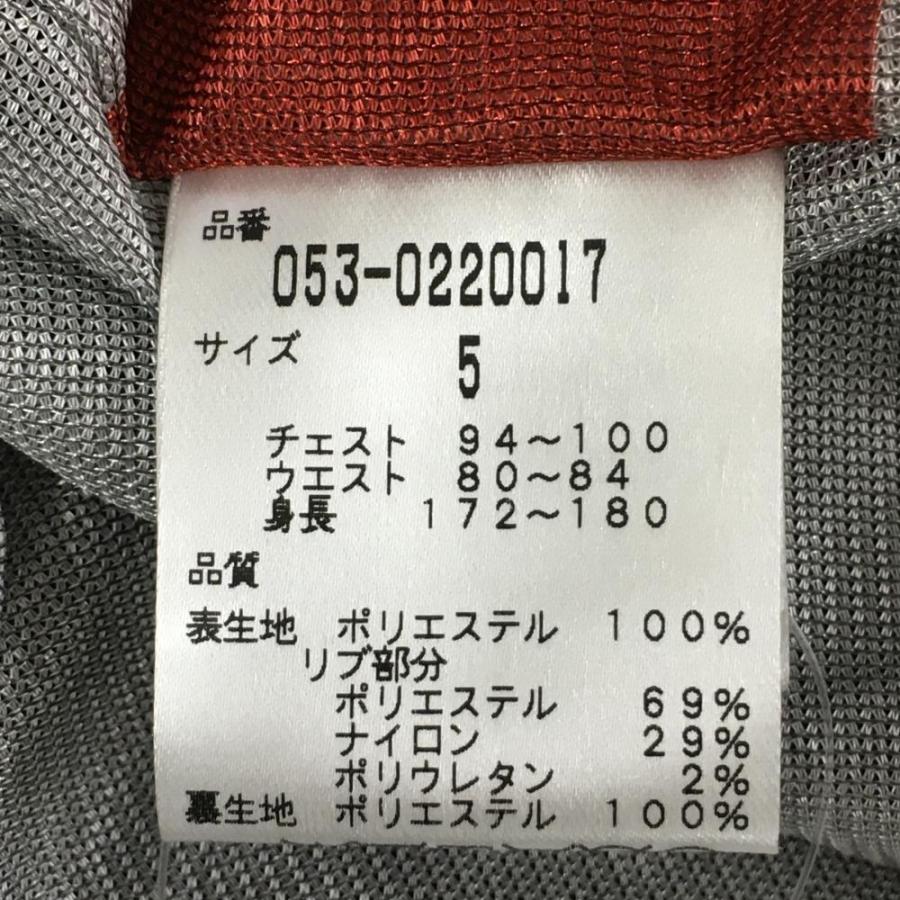 品番
053-0220017
サイズ 5
チェスト 94～100
ウエスト 80～84
身長 172～180
品質
表生地 ポリエステル 100%
リブ部分
ポリエステル 69%
ナイロン 29%
ポリウレタン 2%
裏生地 ポリエステル 100%